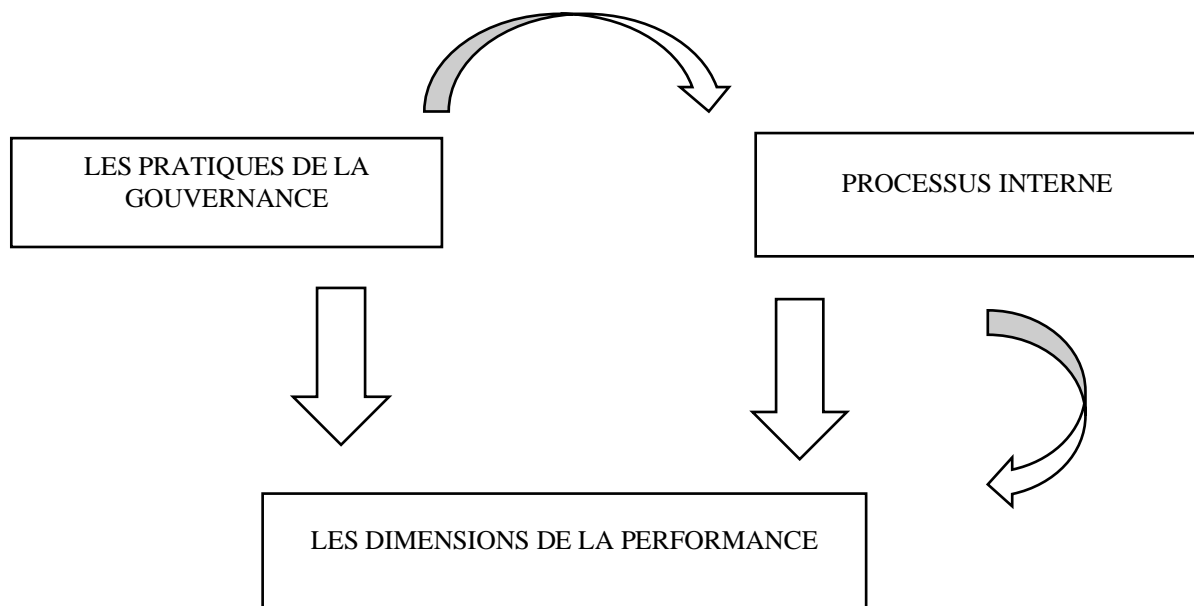 LES PRATIQUES DE LA
GOUVERNANCE
PROCESSUS INTERNE
LES DIMENSIONS DE LA PERFORMANCE